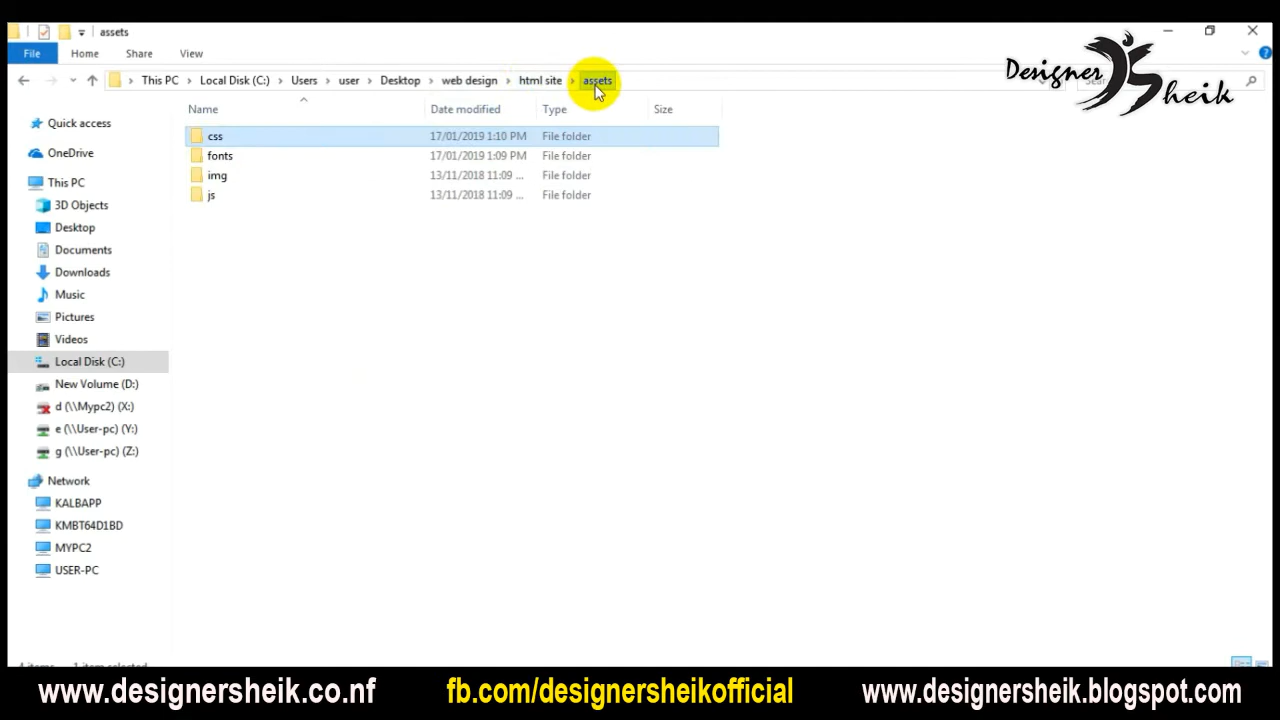 assets
File Home Share View
This PC Local Disk (C:) Users user Desktop web design html site assets
Designer Sheik
Name Date modified Type Size
css 17/01/2019 1:10 PM File folder
fonts 17/01/2019 1:09 PM File folder
img 13/11/2018 11:09 ... File folder
js 13/11/2018 11:09 ... File folder
Quick access
OneDrive
This PC
3D Objects
Desktop
Documents
Downloads
Music
Pictures
Videos
Local Disk (C:)
New Volume (D:)
d (\\Mypc2) (X:)
e (\\User-pc) (Y:)
g (\\User-pc) (Z:)
Network
KALBAPP
KMBT64D1BD
MYPC2
USER-PC
4 items 1 item selected
www.designersheik.co.nf fb.com/designersheikofficial www.designersheik.blogspot.com